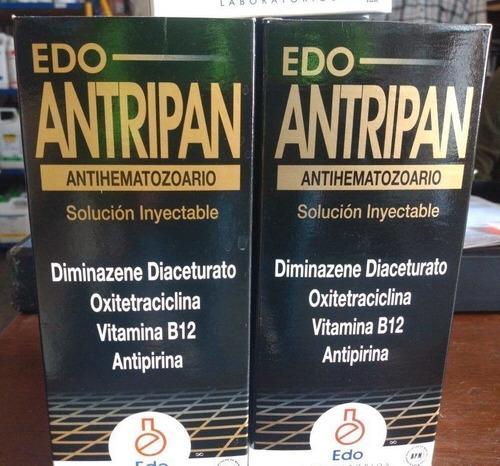 LABORATORIOS
EDO
ANTRIPAN
ANTIHEMATOZOARIO
Solución Inyectable
Diminazene Diaceturato
Oxitetraciclina
Vitamina B12
Antipirina
Edo
EDO
ANTRIPAN
ANTIHEMATOZOARIO
Solución Inyectable
Diminazene Diaceturato
Oxitetraciclina
Vitamina B12
Antipirina
Edo